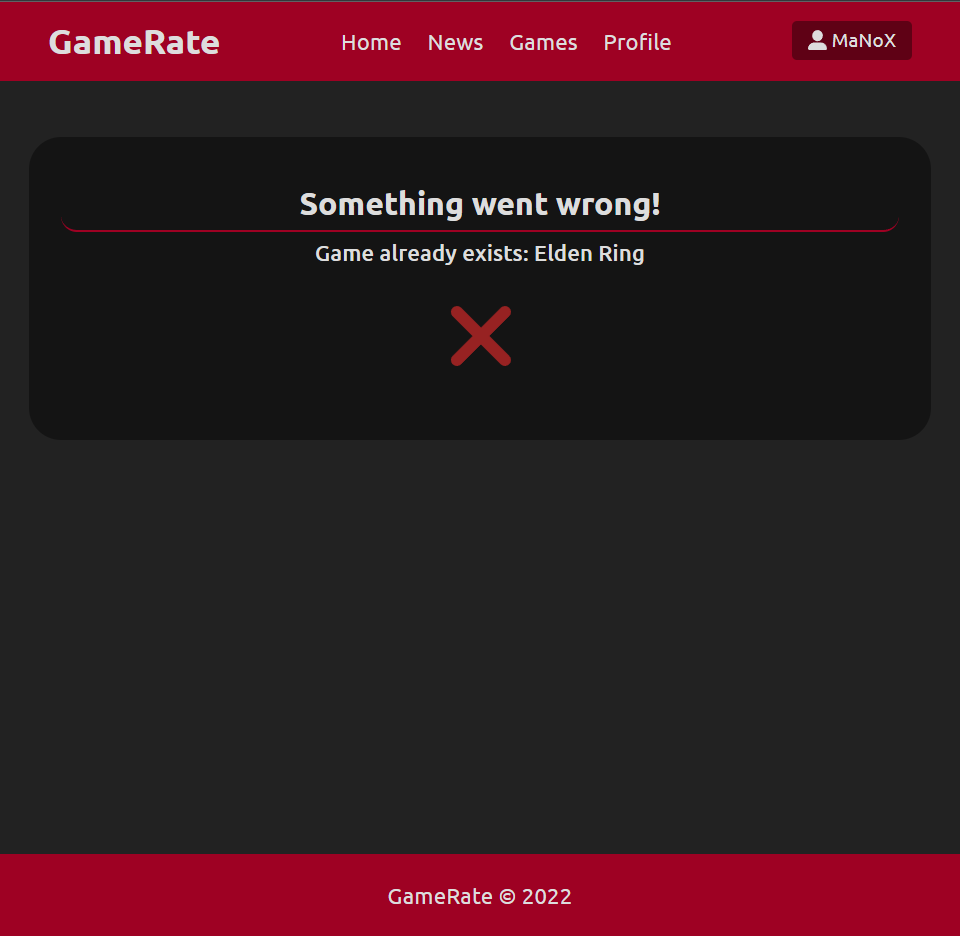 GameRate Home News Games Profile MaNoX
Something went wrong!
Game already exists: Elden Ring
GameRate © 2022